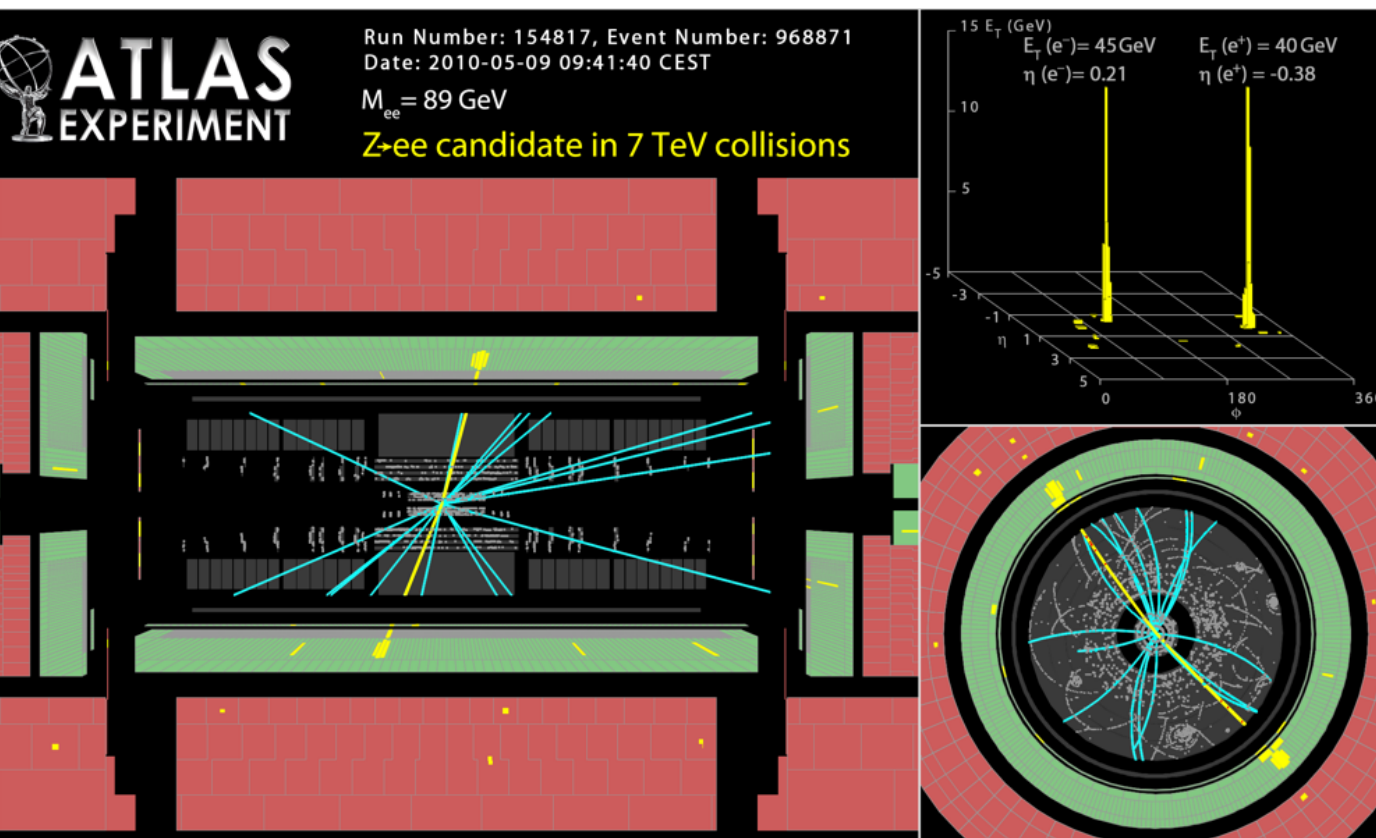 ATLAS
EXPERIMENT
Run Number: 154817, Event Number: 968871
Date: 2010-05-09 09:41:40 CEST
Mee= 89 GeV
Z→ee candidate in 7 TeV collisions
15 ET (GeV)
ET (e⁻)= 45 GeV
ET (e⁺) = 40 GeV
η (e⁻)= 0.21
η (e⁺) = -0.38
10
5
-5
-3
-1
η 1
3
5
0
180
360
ϕ